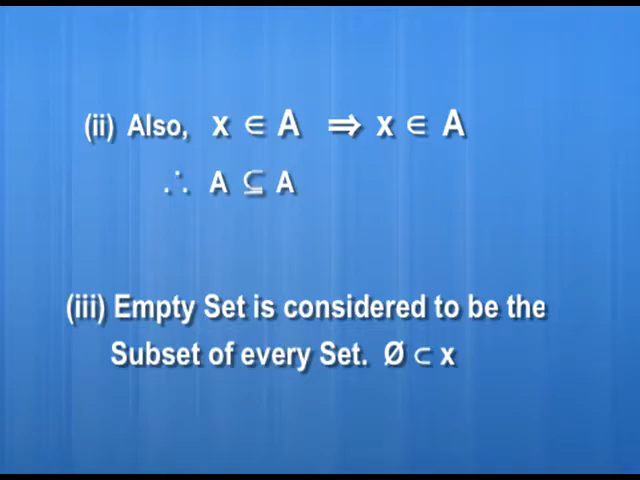 (ii) Also, x ∈ A ⇒ x ∈ A
∴ A ⊆ A
(iii) Empty Set is considered to be the
Subset of every Set. Ø ⊂ x